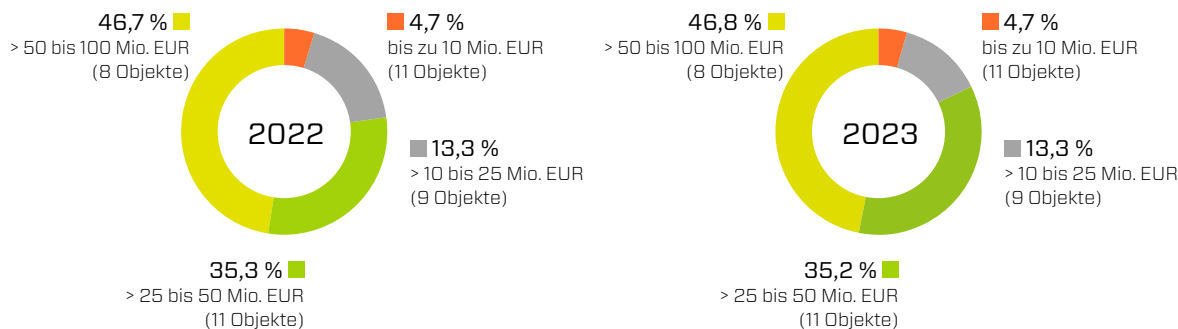 46,7 %
> 50 bis 100 Mio. EUR
(8 Objekte)
4,7 %
bis zu 10 Mio. EUR
(11 Objekte)
2022
13,3 %
> 10 bis 25 Mio. EUR
(9 Objekte)
35,3 %
> 25 bis 50 Mio. EUR
(11 Objekte)
46,8 %
> 50 bis 100 Mio. EUR
(8 Objekte)
4,7 %
bis zu 10 Mio. EUR
(11 Objekte)
2023
13,3 %
> 10 bis 25 Mio. EUR
(9 Objekte)
35,2 %
> 25 bis 50 Mio. EUR
(11 Objekte)